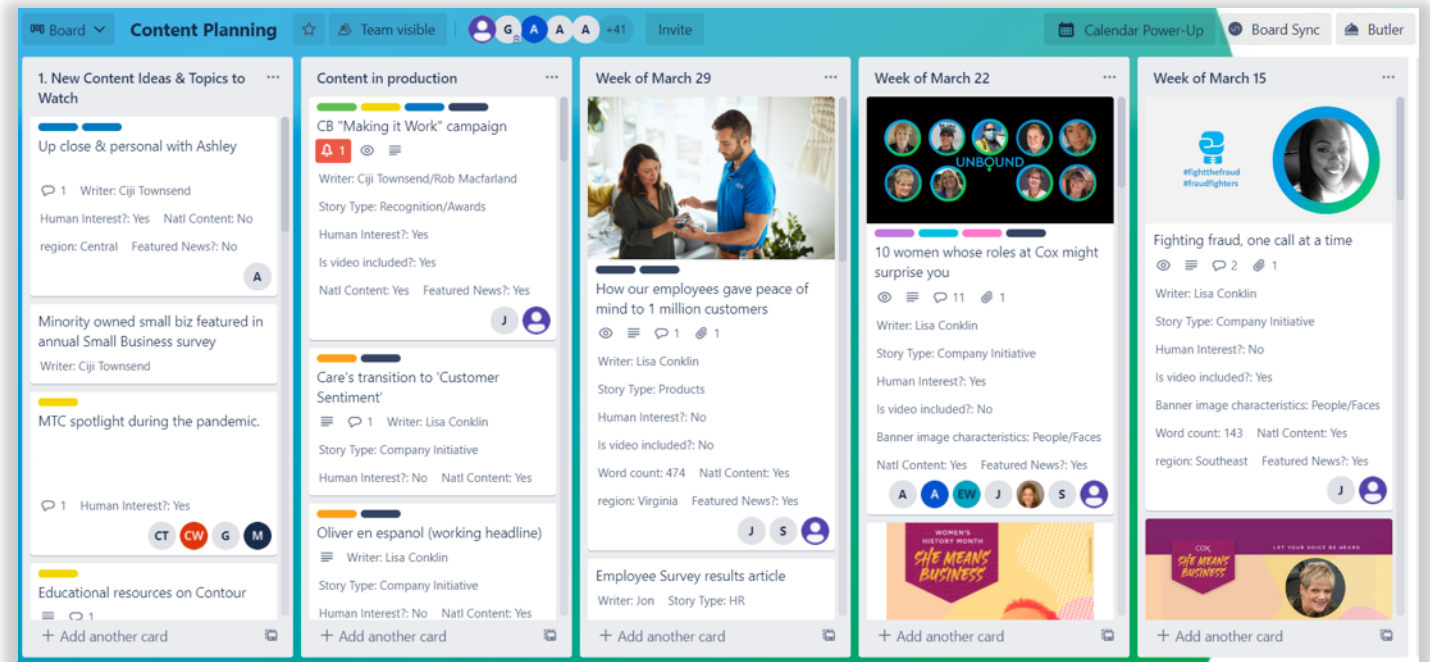 Board
Content Planning
Team visible
G
A
A
A
+41
Invite
Calendar Power-Up
Board Sync
Butler
1. New Content Ideas & Topics to
Watch
Up close & personal with Ashley
1 Writer: Ciji Townsend
Human Interest?: Yes Natl Content: No
region: Central Featured News?: No
A
Minority owned small biz featured in
annual Small Business survey
Writer: Ciji Townsend
MTC spotlight during the pandemic.
1 Human Interest?: Yes
CT CW G M
Educational resources on Contour
1
+ Add another card
Content in production
CB "Making it Work" campaign
1
Writer: Ciji Townsend/Rob Macfarland
Story Type: Recognition/Awards
Human Interest?: Yes
Is video included?: Yes
Natl Content: Yes Featured News?: Yes
J
Care's transition to 'Customer
Sentiment'
1 Writer: Lisa Conklin
Story Type: Company Initiative
Human Interest?: No Natl Content: Yes
Oliver en espanol (working headline)
Writer: Lisa Conklin
Story Type: Company Initiative
Human Interest?: No Natl Content: Yes
+ Add another card
Week of March 29
How our employees gave peace of
mind to 1 million customers
1 1
Writer: Lisa Conklin
Story Type: Products
Human Interest?: No
Is video included?: No
Word count: 474 Natl Content: Yes
region: Virginia Featured News?: Yes
J S
Employee Survey results article
Writer: Jon Story Type: HR
+ Add another card
Week of March 22
UNBOUND
10 women whose roles at Cox might
surprise you
11 1
Writer: Lisa Conklin
Story Type: Company Initiative
Human Interest?: Yes
Is video included?: No
Banner image characteristics: People/Faces
Natl Content: Yes Featured News?: Yes
A A EW J S
WOMEN'S
HISTORY MONTH
SHE MEANS
BUSINESS
+ Add another card
Week of March 15
#fightthefraud
#fraudfighters
Fighting fraud, one call at a time
2 1
Writer: Lisa Conklin
Story Type: Company Initiative
Human Interest?: No
Is video included?: Yes
Banner image characteristics: People/Faces
Word count: 143 Natl Content: Yes
region: Southeast Featured News?: Yes
J
COX
SHE MEANS
BUSINESS
LET YOUR VOICE BE HEARD
+ Add another card